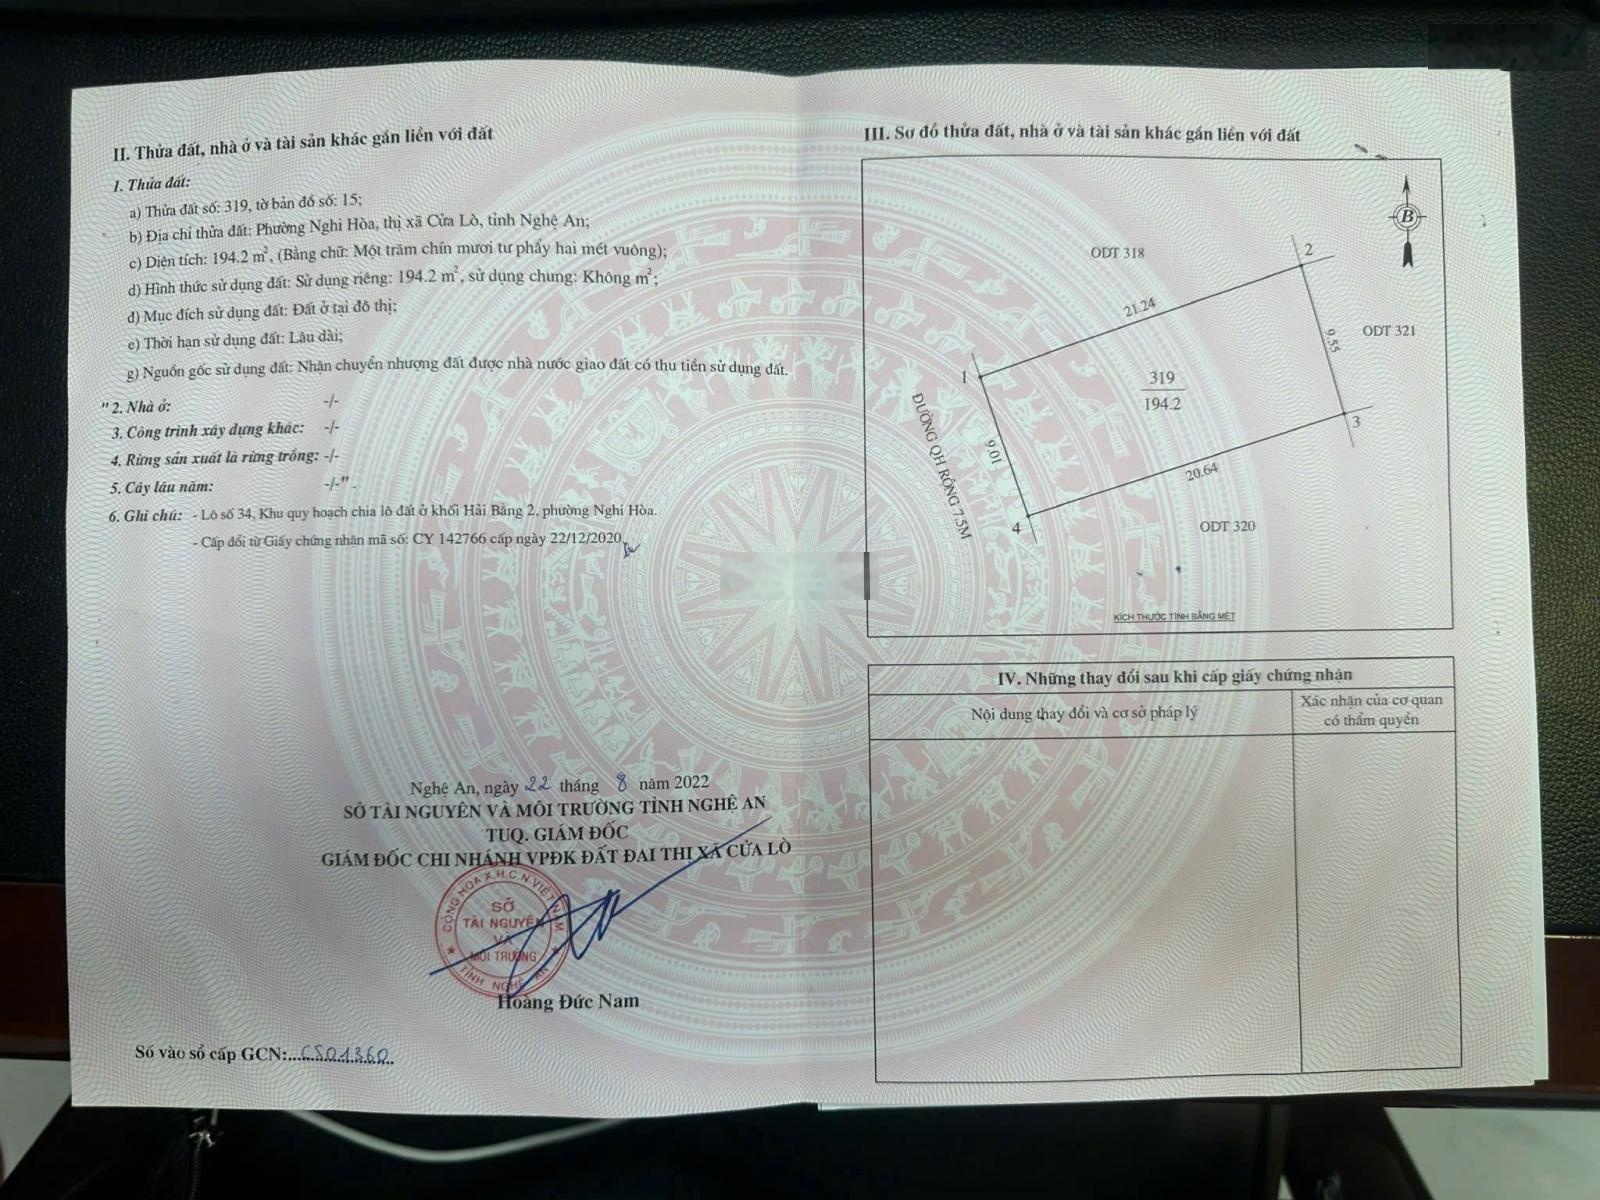 II. Thửa đất, nhà ở và tài sản khác gắn liền với đất
1. Thửa đất:
a) Thửa đất số: 319, tờ bản đồ số: 15;
b) Địa chỉ thửa đất: Phường Nghi Hòa, thị xã Cửa Lò, tỉnh Nghệ An;
c) Diện tích: 194.2 m², (Bằng chữ: Một trăm chín mươi tư phẩy hai mét vuông);
d) Hình thức sử dụng đất: Sử dụng riêng: 194.2 m², sử dụng chung: Không m²;
đ) Mục đích sử dụng đất: Đất ở tại đô thị;
e) Thời hạn sử dụng đất: Lâu dài;
g) Nguồn gốc sử dụng đất: Nhận chuyển nhượng đất được nhà nước giao đất có thu tiền sử dụng đất.
" 2. Nhà ở: -/-
3. Công trình xây dựng khác: -/-
4. Rừng sản xuất là rừng trồng: -/-
5. Cây lâu năm: -/-" .
6. Ghi chú: - Lô số 34, Khu quy hoạch chia lô đất ở khối Hải Bằng 2, phường Nghi Hòa.
- Cấp đổi từ Giấy chứng nhận mã số: CY 142766 cấp ngày 22/12/2020.
Nghệ An, ngày 22 tháng 8 năm 2022
SỞ TÀI NGUYÊN VÀ MÔI TRƯỜNG TỈNH NGHỆ AN
TUQ. GIÁM ĐỐC
GIÁM ĐỐC CHI NHÁNH VPĐK ĐẤT ĐAI THỊ XÃ CỬA LÒ
CỘNG HÒA X.H.C.N VIỆT NAM
SỞ
TÀI NGUYÊN
VÀ
MÔI TRƯỜNG
TỈNH NGHỆ AN
Hoàng Đức Nam
Số vào sổ cấp GCN:....CS01360..
III. Sơ đồ thửa đất, nhà ở và tài sản khác gắn liền với đất
B
ODT 318
2
21.24
9.55
ODT 321
1
319
194.2
3
ĐƯỜNG QH RỘNG 7.5M
9.01
20.64
4
ODT 320
KÍCH THƯỚC TÍNH BẰNG MÉT
IV. Những thay đổi sau khi cấp giấy chứng nhận
Nội dung thay đổi và cơ sở pháp lý
Xác nhận của cơ quan
có thẩm quyền